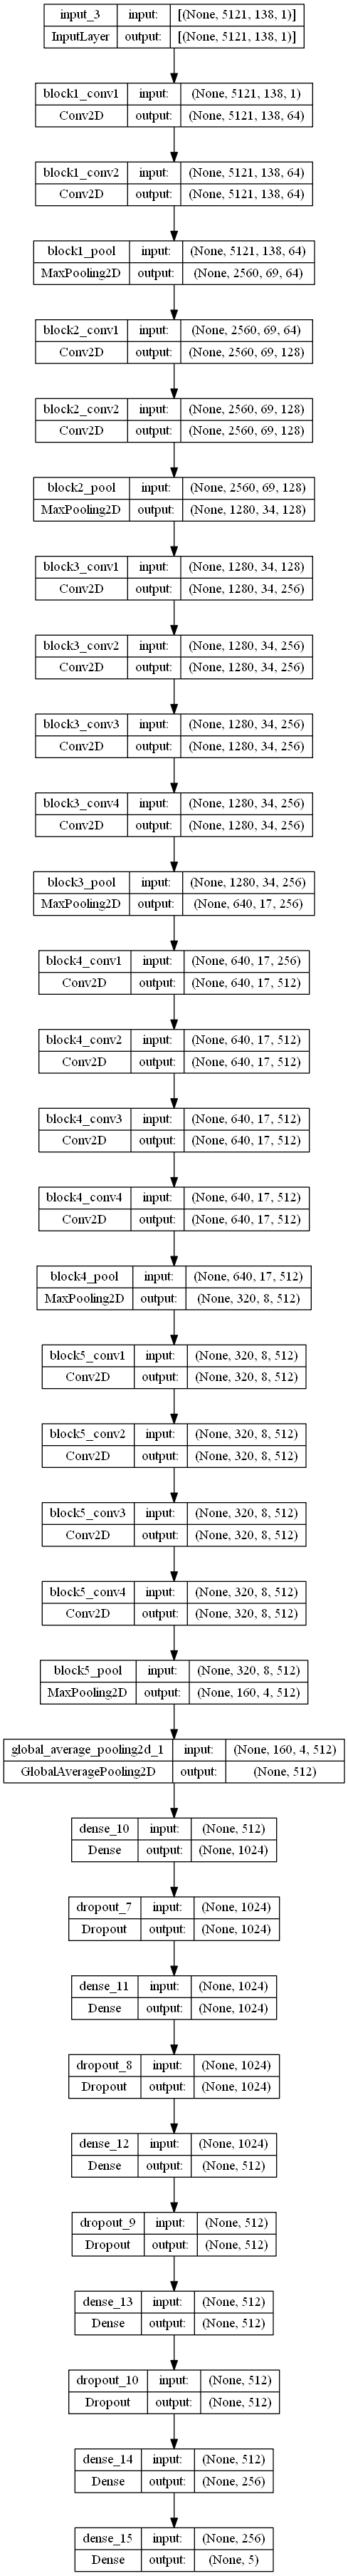 input_3 input: [(None, 5121, 138, 1)]
InputLayer output: [(None, 5121, 138, 1)]
block1_conv1 input: (None, 5121, 138, 1)
Conv2D output: (None, 5121, 138, 64)
block1_conv2 input: (None, 5121, 138, 64)
Conv2D output: (None, 5121, 138, 64)
block1_pool input: (None, 5121, 138, 64)
MaxPooling2D output: (None, 2560, 69, 64)
block2_conv1 input: (None, 2560, 69, 64)
Conv2D output: (None, 2560, 69, 128)
block2_conv2 input: (None, 2560, 69, 128)
Conv2D output: (None, 2560, 69, 128)
block2_pool input: (None, 2560, 69, 128)
MaxPooling2D output: (None, 1280, 34, 128)
block3_conv1 input: (None, 1280, 34, 128)
Conv2D output: (None, 1280, 34, 256)
block3_conv2 input: (None, 1280, 34, 256)
Conv2D output: (None, 1280, 34, 256)
block3_conv3 input: (None, 1280, 34, 256)
Conv2D output: (None, 1280, 34, 256)
block3_conv4 input: (None, 1280, 34, 256)
Conv2D output: (None, 1280, 34, 256)
block3_pool input: (None, 1280, 34, 256)
MaxPooling2D output: (None, 640, 17, 256)
block4_conv1 input: (None, 640, 17, 256)
Conv2D output: (None, 640, 17, 512)
block4_conv2 input: (None, 640, 17, 512)
Conv2D output: (None, 640, 17, 512)
block4_conv3 input: (None, 640, 17, 512)
Conv2D output: (None, 640, 17, 512)
block4_conv4 input: (None, 640, 17, 512)
Conv2D output: (None, 640, 17, 512)
block4_pool input: (None, 640, 17, 512)
MaxPooling2D output: (None, 320, 8, 512)
block5_conv1 input: (None, 320, 8, 512)
Conv2D output: (None, 320, 8, 512)
block5_conv2 input: (None, 320, 8, 512)
Conv2D output: (None, 320, 8, 512)
block5_conv3 input: (None, 320, 8, 512)
Conv2D output: (None, 320, 8, 512)
block5_conv4 input: (None, 320, 8, 512)
Conv2D output: (None, 320, 8, 512)
block5_pool input: (None, 320, 8, 512)
MaxPooling2D output: (None, 160, 4, 512)
global_average_pooling2d_1 input: (None, 160, 4, 512)
GlobalAveragePooling2D output: (None, 512)
dense_10 input: (None, 512)
Dense output: (None, 1024)
dropout_7 input: (None, 1024)
Dropout output: (None, 1024)
dense_11 input: (None, 1024)
Dense output: (None, 1024)
dropout_8 input: (None, 1024)
Dropout output: (None, 1024)
dense_12 input: (None, 1024)
Dense output: (None, 512)
dropout_9 input: (None, 512)
Dropout output: (None, 512)
dense_13 input: (None, 512)
Dense output: (None, 512)
dropout_10 input: (None, 512)
Dropout output: (None, 512)
dense_14 input: (None, 512)
Dense output: (None, 256)
dense_15 input: (None, 256)
Dense output: (None, 5)